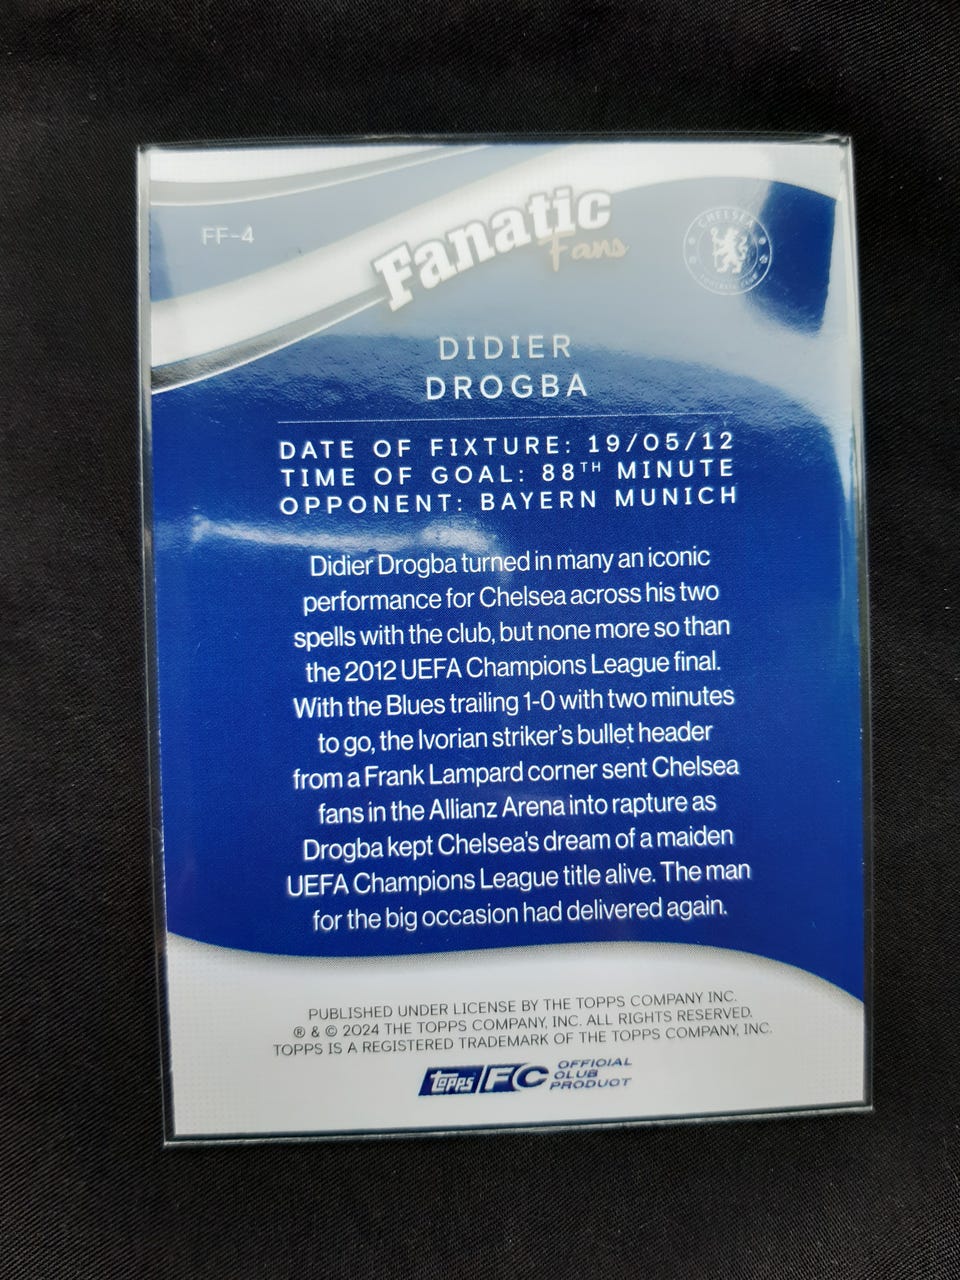 FF-4
Fanatic
Fans
CHELSEA
FOOTBALL CLUB
DIDIER
DROGBA
DATE OF FIXTURE: 19/05/12
TIME OF GOAL: 88TH MINUTE
OPPONENT: BAYERN MUNICH
Didier Drogba turned in many an iconic
performance for Chelsea across his two
spells with the club, but none more so than
the 2012 UEFA Champions League final.
With the Blues trailing 1-0 with two minutes
to go, the Ivorian striker's bullet header
from a Frank Lampard corner sent Chelsea
fans in the Allianz Arena into rapture as
Drogba kept Chelsea's dream of a maiden
UEFA Champions League title alive. The man
for the big occasion had delivered again.
PUBLISHED UNDER LICENSE BY THE TOPPS COMPANY INC.
® & © 2024 THE TOPPS COMPANY, INC. ALL RIGHTS RESERVED.
TOPPS IS A REGISTERED TRADEMARK OF THE TOPPS COMPANY, INC.
topps FC OFFICIAL
CLUB
PRODUCT